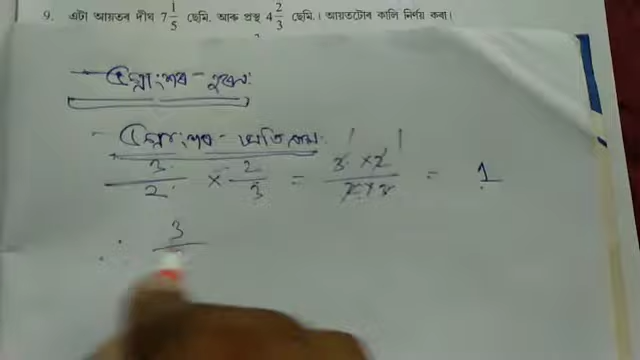 9. এটা আয়তৰ দীঘ 7 1/5 ছেমি. আৰু প্ৰস্থ 4 2/3 ছেমি.। আয়তটোৰ কালি নিৰ্ণয় কৰা।
ভগ্নাংশৰ - পূৰণ:
- ভগ্নাংশৰ - প্ৰতিক্ৰম:
3/2 × 2/3 = 3×2/2×3 = 1
∴ 3